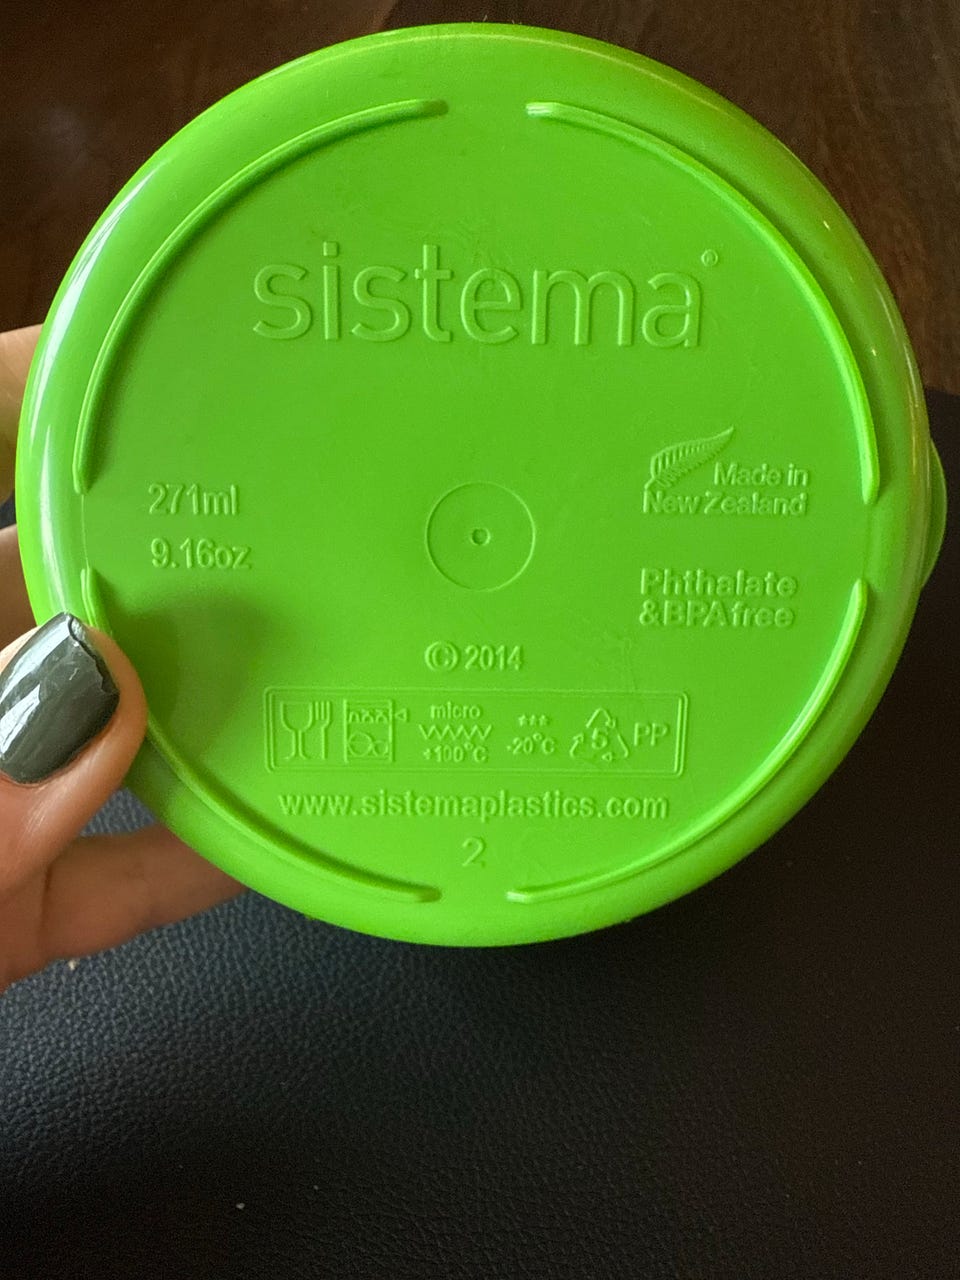 sistema®
271ml
9.16oz
Made in
New Zealand
Phthalate
&BPA free
© 2014
micro
+100°C
-20°C
5
PP
www.sistemaplastics.com
2